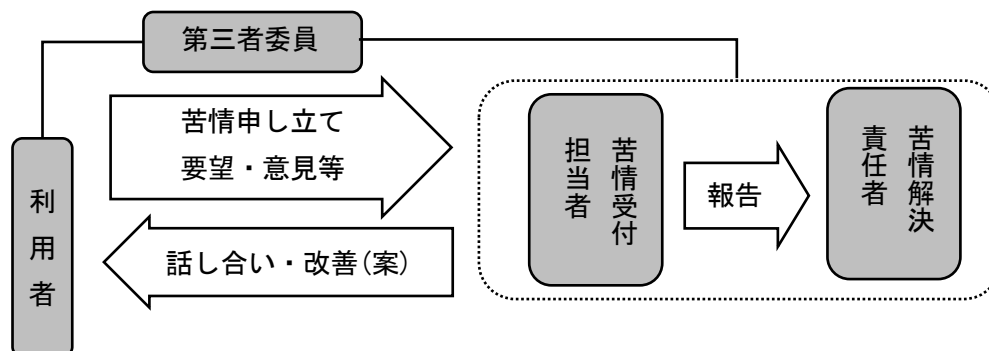 第三者委員
苦情申し立て
要望・意見等
利用者
話し合い・改善(案)
苦情受付
担当者
報告
苦情解決
責任者